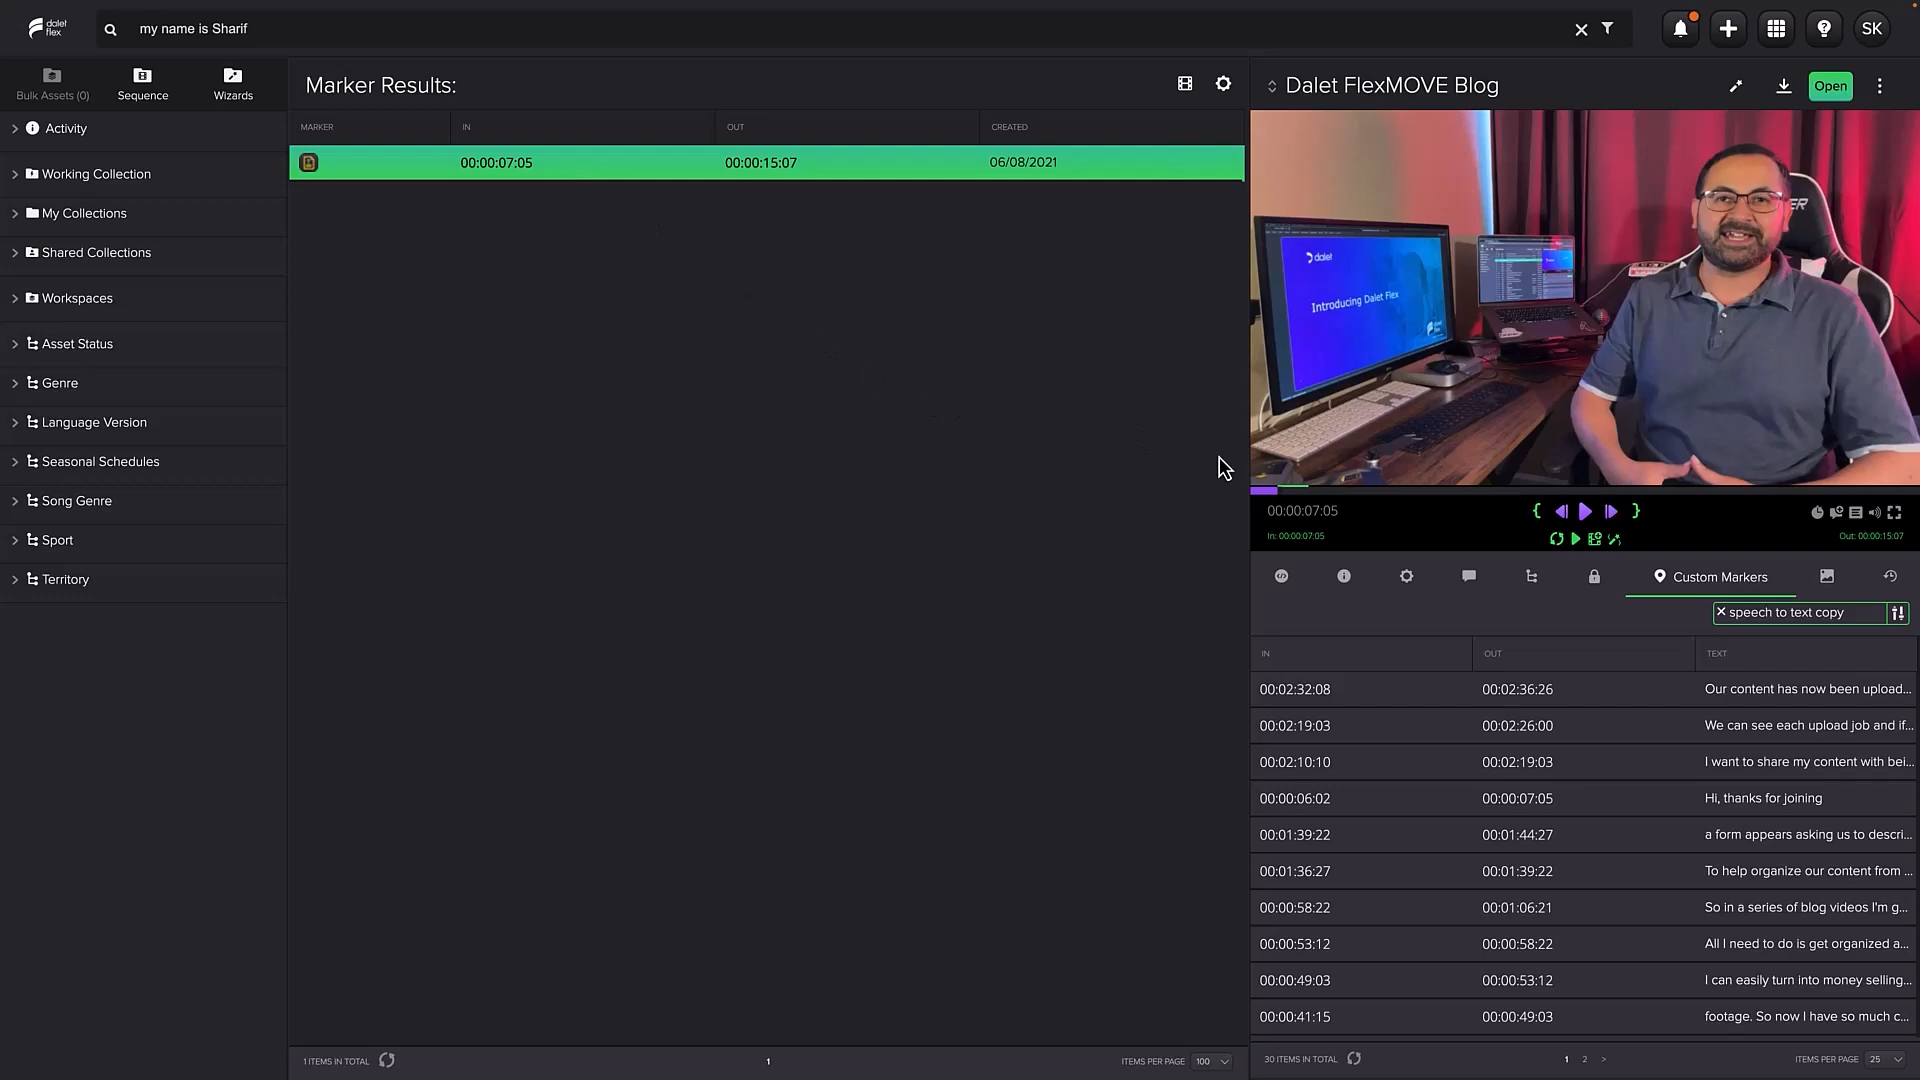 dalet flex
my name is Sharif
SK
Bulk Assets (0)
Sequence
Wizards
Activity
Working Collection
My Collections
Shared Collections
Workspaces
Asset Status
Genre
Language Version
Seasonal Schedules
Song Genre
Sport
Territory
Marker Results:
MARKER IN OUT CREATED
00:00:07:05 00:00:15:07 06/08/2021
1 ITEMS IN TOTAL
1
ITEMS PER PAGE 100
Dalet FlexMOVE Blog
Open
dalet
Introducing Dalet Flex
00:00:07:05
In: 00:00:07:05
Out: 00:00:15:07
Custom Markers
speech to text copy
IN OUT TEXT
00:02:32:08 00:02:36:26 Our content has now been upload...
00:02:19:03 00:02:26:00 We can see each upload job and if...
00:02:10:10 00:02:19:03 I want to share my content with bei...
00:00:06:02 00:00:07:05 Hi, thanks for joining
00:01:39:22 00:01:44:27 a form appears asking us to descri...
00:01:36:27 00:01:39:22 To help organize our content from ...
00:00:58:22 00:01:06:21 So in a series of blog videos I'm g...
00:00:53:12 00:00:58:22 All I need to do is get organized a...
00:00:49:03 00:00:53:12 I can easily turn into money selling...
00:00:41:15 00:00:49:03 footage. So now I have so much c...
30 ITEMS IN TOTAL
1 2 >
ITEMS PER PAGE 25